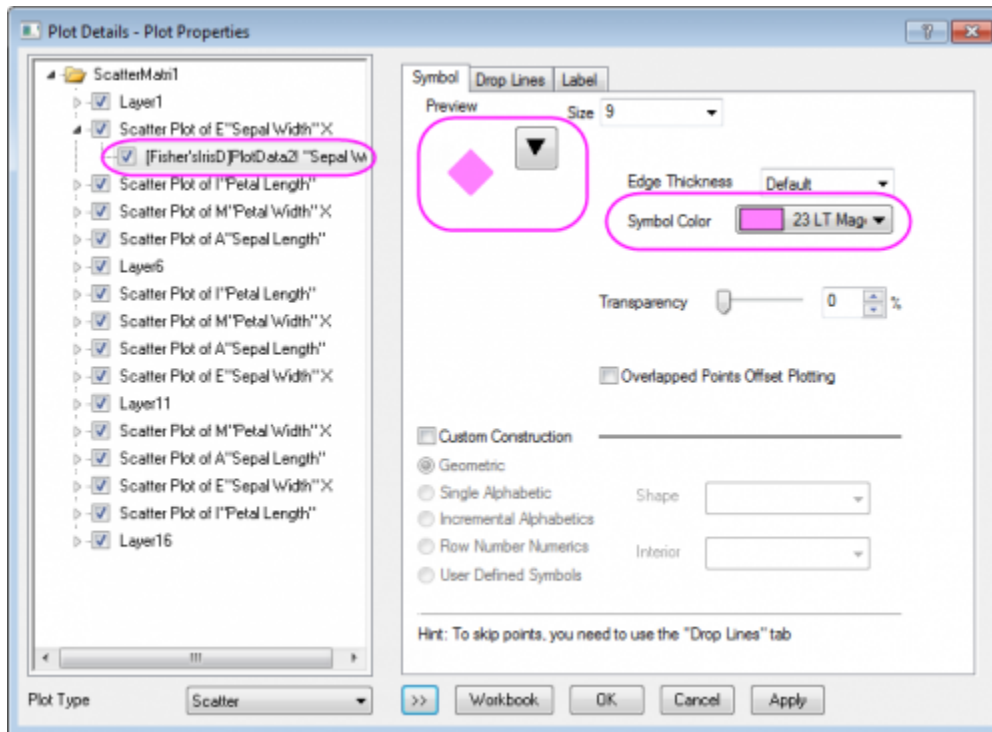 Plot Details - Plot Properties
ScatterMatri1
Layer1
Scatter Plot of E"Sepal Width" X
[Fisher'sIrisD]PlotData2! "Sepal W
Scatter Plot of I"Petal Length"
Scatter Plot of M"Petal Width" X
Scatter Plot of A"Sepal Length"
Layer6
Scatter Plot of I"Petal Length"
Scatter Plot of M"Petal Width" X
Scatter Plot of A"Sepal Length"
Scatter Plot of E"Sepal Width" X
Layer11
Scatter Plot of M"Petal Width" X
Scatter Plot of A"Sepal Length"
Scatter Plot of E"Sepal Width" X
Scatter Plot of I"Petal Length"
Layer16
Plot Type Scatter
Symbol Drop Lines Label
Preview Size 9
Edge Thickness Default
Symbol Color 23 LT Mag
Transparency 0 %
Overlapped Points Offset Plotting
Custom Construction
Geometric
Single Alphabetic Shape
Incremental Alphabetics
Row Number Numerics Interior
User Defined Symbols
Hint: To skip points, you need to use the "Drop Lines" tab
>> Workbook OK Cancel Apply